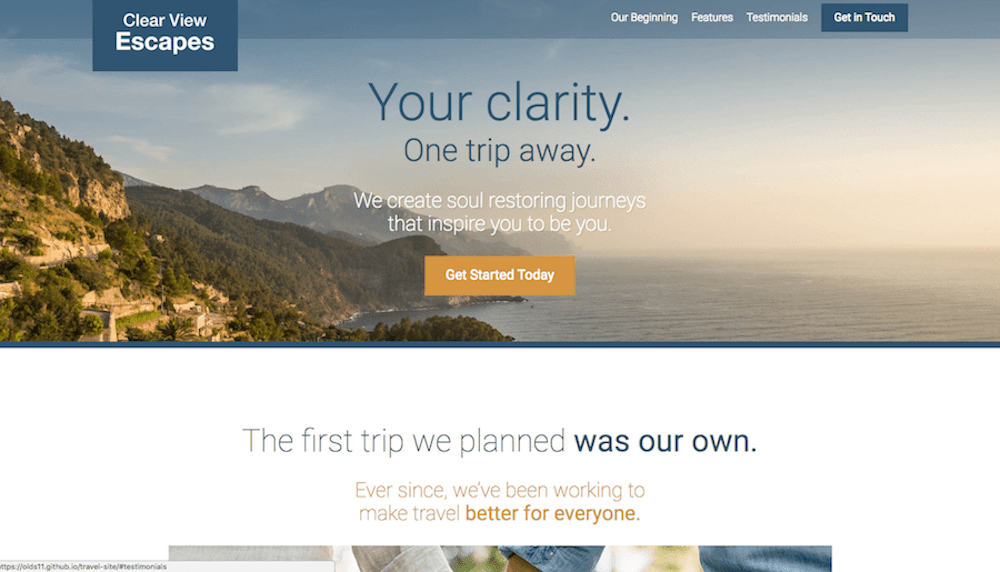 Clear View
Escapes
Our Beginning
Features
Testimonials
Get in Touch
Your clarity.
One trip away.
We create soul restoring journeys
that inspire you to be you.
Get Started Today
The first trip we planned was our own.
Ever since, we've been working to
make travel better for everyone.
https://olds11.github.io/travel-site/#testimonials